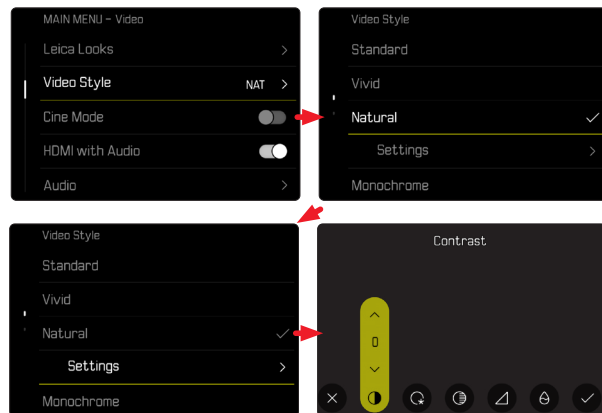 MAIN MENU - Video
Leica Looks
Video Style NAT
Cine Mode
HDMI with Audio
Audio
Video Style
Standard
Vivid
Natural
Settings
Monochrome
Video Style
Standard
Vivid
Natural
Settings
Monochrome
Contrast
0